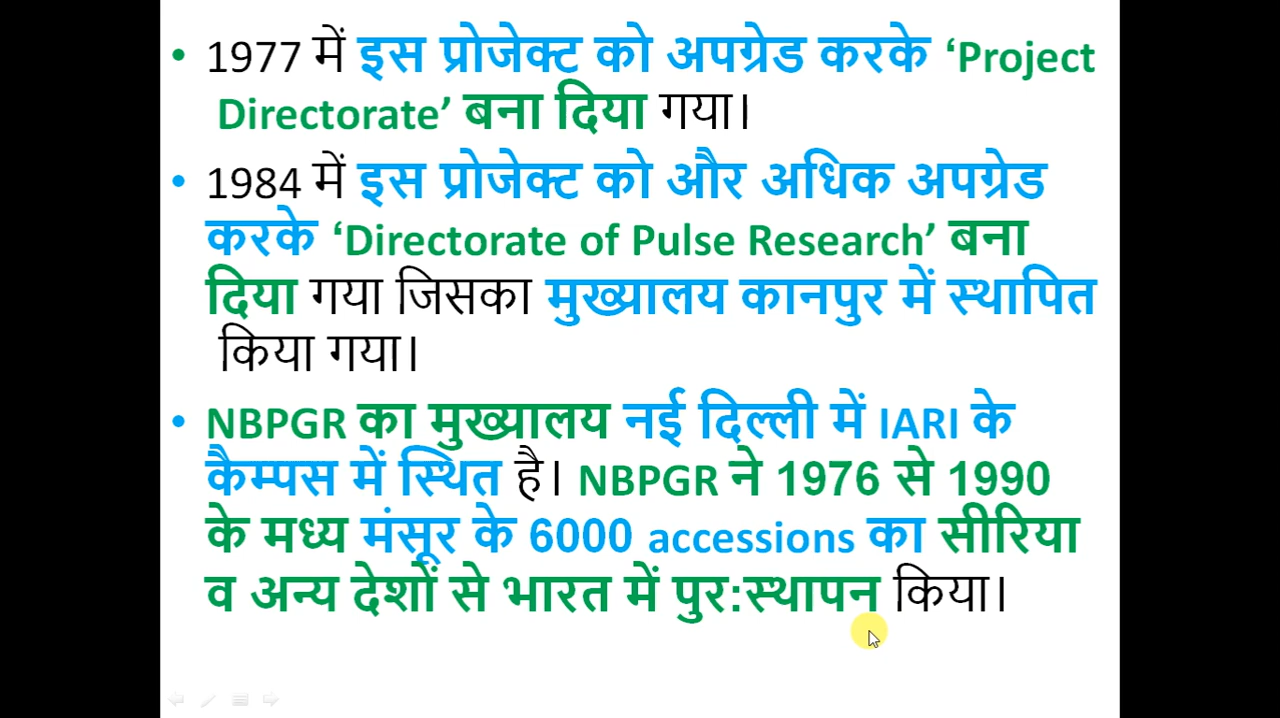 • 1977 में इस प्रोजेक्ट को अपग्रेड करके ‘Project
Directorate’ बना दिया गया।
• 1984 में इस प्रोजेक्ट को और अधिक अपग्रेड
करके ‘Directorate of Pulse Research’ बना
दिया गया जिसका मुख्यालय कानपुर में स्थापित
किया गया।
• NBPGR का मुख्यालय नई दिल्ली में IARI के
कैम्पस में स्थित है। NBPGR ने 1976 से 1990
के मध्य मंसूर के 6000 accessions का सीरिया
व अन्य देशों से भारत में पुर:स्थापन किया।